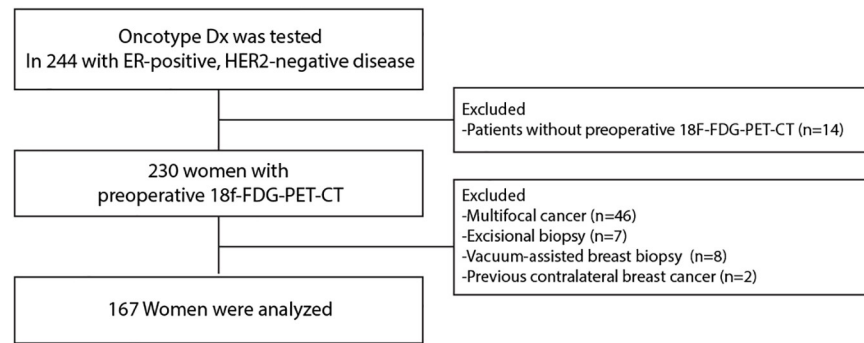 Oncotype Dx was tested
In 244 with ER-positive, HER2-negative disease
Excluded
-Patients without preoperative 18F-FDG-PET-CT (n=14)
230 women with
preoperative 18f-FDG-PET-CT
Excluded
-Multifocal cancer (n=46)
-Excisional biopsy (n=7)
-Vacuum-assisted breast biopsy (n=8)
-Previous contralateral breast cancer (n=2)
167 Women were analyzed